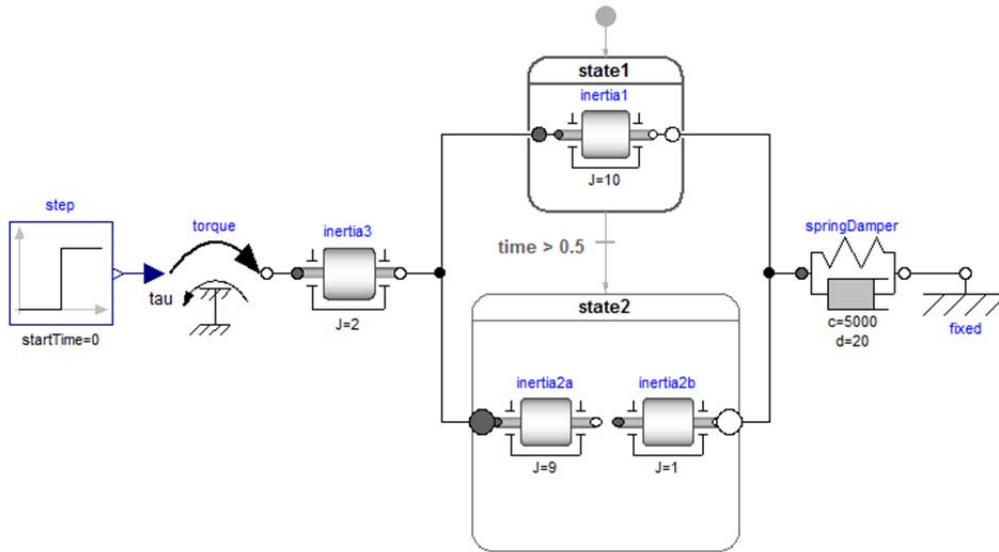 state1
inertia1
J=10
step
startTime=0
torque
tau
inertia3
J=2
time > 0.5
springDamper
c=5000
d=20
fixed
state2
inertia2a
J=9
inertia2b
J=1